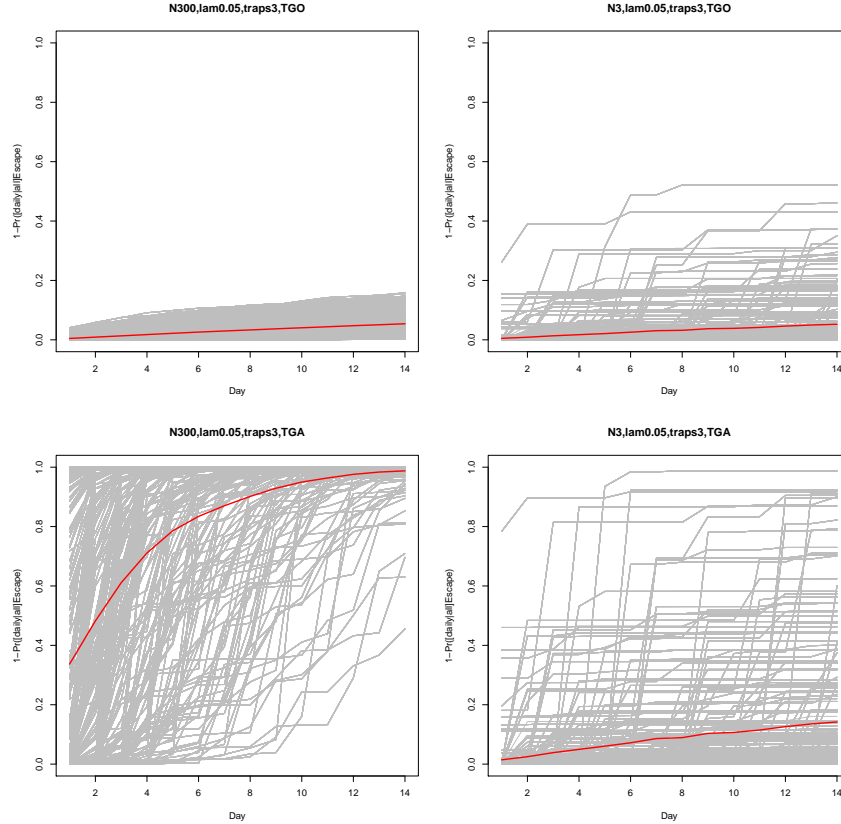 N300,lam0.05,traps3,TGO
1−Pr([daily|all]Escape)
1.0
0.8
0.6
0.4
0.2
0.0
2 4 6 8 10 12 14
Day
N3,lam0.05,traps3,TGO
1−Pr([daily|all]Escape)
1.0
0.8
0.6
0.4
0.2
0.0
2 4 6 8 10 12 14
Day
N300,lam0.05,traps3,TGA
1−Pr([daily|all]Escape)
1.0
0.8
0.6
0.4
0.2
0.0
2 4 6 8 10 12 14
Day
N3,lam0.05,traps3,TGA
1−Pr([daily|all]Escape)
1.0
0.8
0.6
0.4
0.2
0.0
2 4 6 8 10 12 14
Day